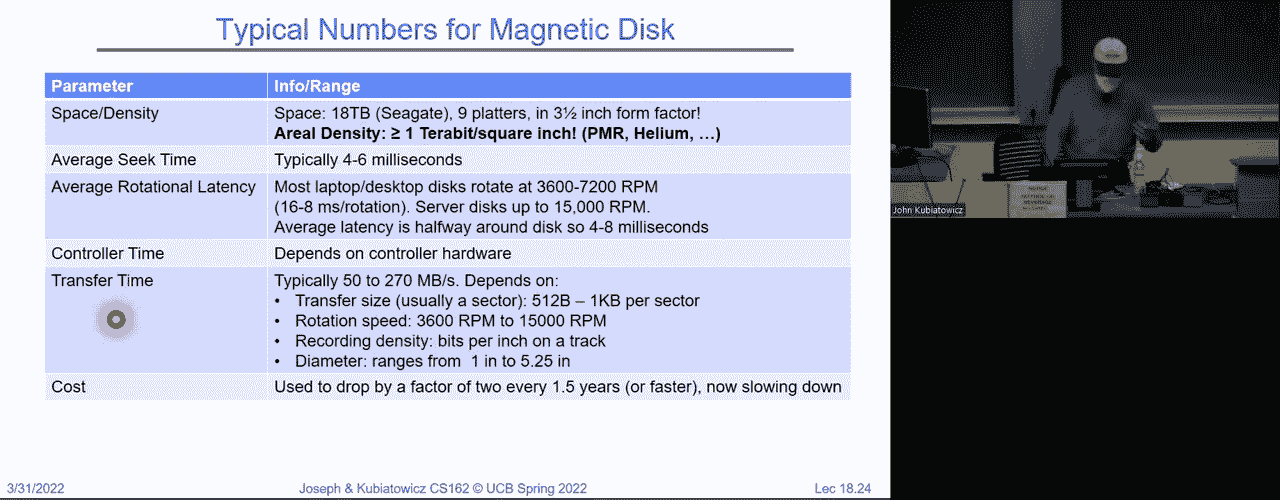 Typical Numbers for Magnetic Disk
Parameter
Info/Range
Space/Density
Space: 18TB (Seagate), 9 platters, in 3½ inch form factor!
Areal Density: ≥ 1 Terabit/square inch! (PMR, Helium, …)
Average Seek Time
Typically 4-6 milliseconds
Average Rotational Latency
Most laptop/desktop disks rotate at 3600-7200 RPM
(16-8 ms/rotation). Server disks up to 15,000 RPM.
Average latency is halfway around disk so 4-8 milliseconds
Controller Time
Depends on controller hardware
Transfer Time
Typically 50 to 270 MB/s. Depends on:
• Transfer size (usually a sector): 512B – 1KB per sector
• Rotation speed: 3600 RPM to 15000 RPM
• Recording density: bits per inch on a track
• Diameter: ranges from 1 in to 5.25 in
Cost
Used to drop by a factor of two every 1.5 years (or faster), now slowing down
3/31/2022
Joseph & Kubiatowicz CS162 © UCB Spring 2022
Lec 18.24
John Kubiatowicz